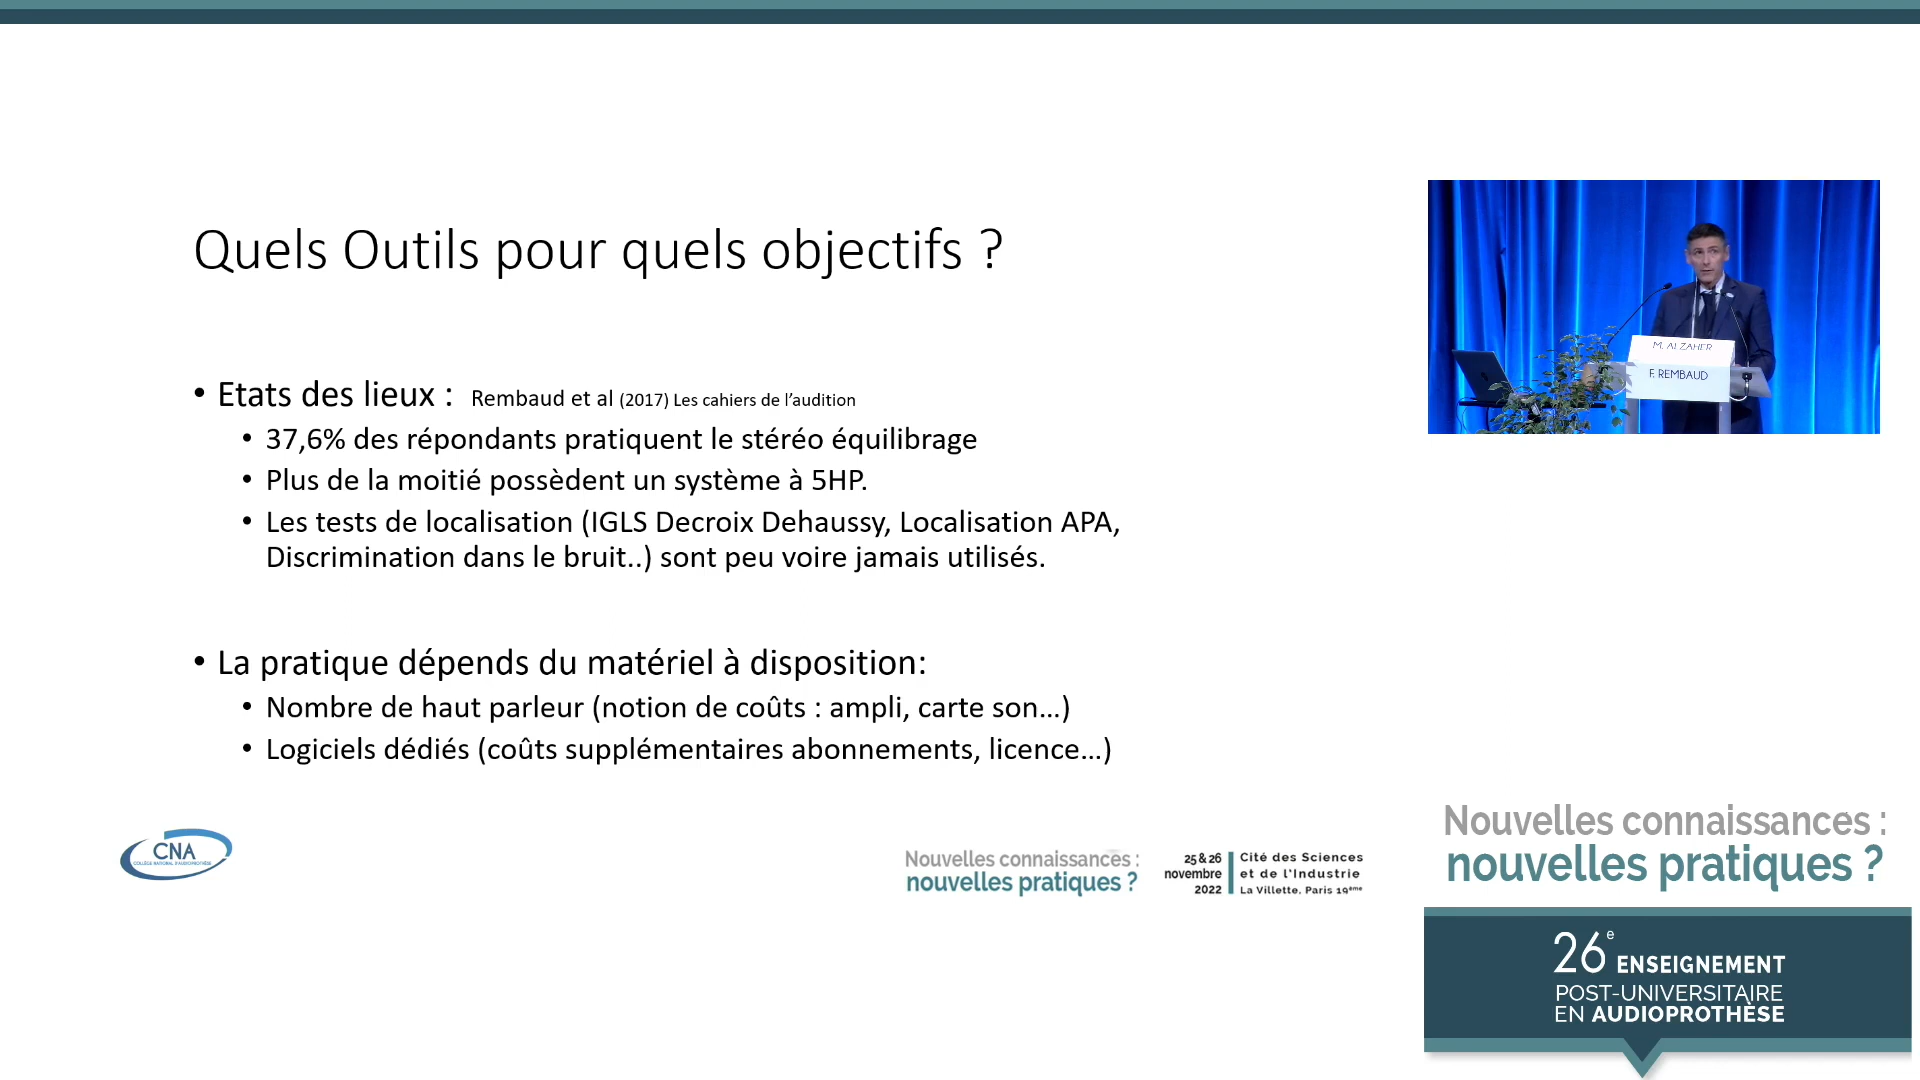 Quels Outils pour quels objectifs ?
• Etats des lieux : Rembaud et al (2017) Les cahiers de l’audition
• 37,6% des répondants pratiquent le stéréo équilibrage
• Plus de la moitié possèdent un système à 5HP.
• Les tests de localisation (IGLS Decroix Dehaussy, Localisation APA,
Discrimination dans le bruit..) sont peu voire jamais utilisés.
• La pratique dépends du matériel à disposition:
• Nombre de haut parleur (notion de coûts : ampli, carte son…)
• Logiciels dédiés (coûts supplémentaires abonnements, licence…)
M. AL ZAHER
F. REMBAUD
CNA
COLLÈGE NATIONAL D'AUDIOPROTHÈSE
Nouvelles connaissances :
nouvelles pratiques ?
25 & 26
novembre
2022
Cité des Sciences
et de l'Industrie
La Villette, Paris 19ème
Nouvelles connaissances :
nouvelles pratiques ?
26e ENSEIGNEMENT
POST-UNIVERSITAIRE
EN AUDIOPROTHÈSE